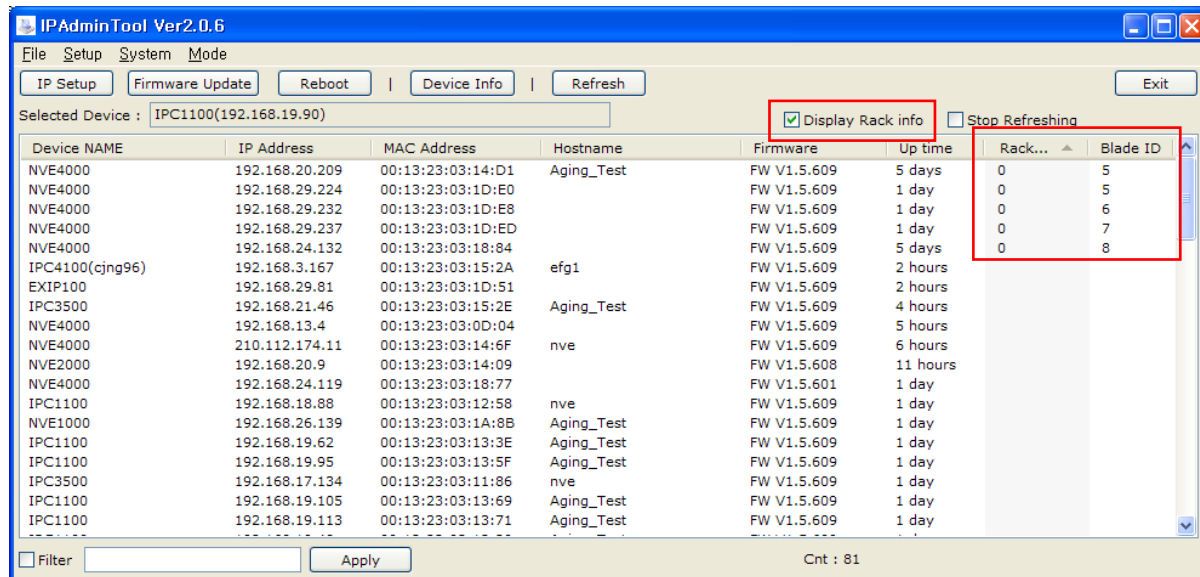 IPAdminTool Ver2.0.6
File Setup System Mode
IP Setup Firmware Update Reboot | Device Info | Refresh Exit
Selected Device : IPC1100(192.168.19.90) Display Rack info Stop Refreshing
Device NAME IP Address MAC Address Hostname Firmware Up time Rack... Blade ID
NVE4000 192.168.20.209 00:13:23:03:14:D1 Aging_Test FW V1.5.609 5 days 0 5
NVE4000 192.168.29.224 00:13:23:03:1D:E0 FW V1.5.609 1 day 0 5
NVE4000 192.168.29.232 00:13:23:03:1D:E8 FW V1.5.609 1 day 0 6
NVE4000 192.168.29.237 00:13:23:03:1D:ED FW V1.5.609 1 day 0 7
NVE4000 192.168.24.132 00:13:23:03:18:84 FW V1.5.609 5 days 0 8
IPC4100(cjng96) 192.168.3.167 00:13:23:03:15:2A efg1 FW V1.5.609 2 hours
EXIP100 192.168.29.81 00:13:23:03:1D:51 FW V1.5.609 2 hours
IPC3500 192.168.21.46 00:13:23:03:15:2E Aging_Test FW V1.5.609 4 hours
NVE4000 192.168.13.4 00:13:23:03:0D:04 FW V1.5.609 5 hours
NVE4000 210.112.174.11 00:13:23:03:14:6F nve FW V1.5.609 6 hours
NVE2000 192.168.20.9 00:13:23:03:14:09 FW V1.5.608 11 hours
NVE4000 192.168.24.119 00:13:23:03:18:77 FW V1.5.601 1 day
IPC1100 192.168.18.88 00:13:23:03:12:58 nve FW V1.5.609 1 day
NVE1000 192.168.26.139 00:13:23:03:1A:8B Aging_Test FW V1.5.609 1 day
IPC1100 192.168.19.62 00:13:23:03:13:3E Aging_Test FW V1.5.609 1 day
IPC1100 192.168.19.95 00:13:23:03:13:5F Aging_Test FW V1.5.609 1 day
IPC3500 192.168.17.134 00:13:23:03:11:86 nve FW V1.5.609 1 day
IPC1100 192.168.19.105 00:13:23:03:13:69 Aging_Test FW V1.5.609 1 day
IPC1100 192.168.19.113 00:13:23:03:13:71 Aging_Test FW V1.5.609 1 day
Filter Apply Cnt : 81